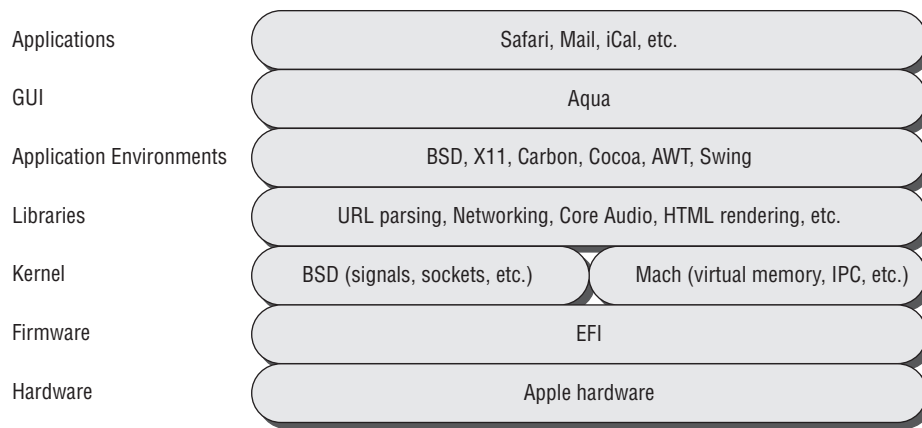 Applications
Safari, Mail, iCal, etc.
GUI
Aqua
Application Environments
BSD, X11, Carbon, Cocoa, AWT, Swing
Libraries
URL parsing, Networking, Core Audio, HTML rendering, etc.
Kernel
BSD (signals, sockets, etc.)
Mach (virtual memory, IPC, etc.)
Firmware
EFI
Hardware
Apple hardware